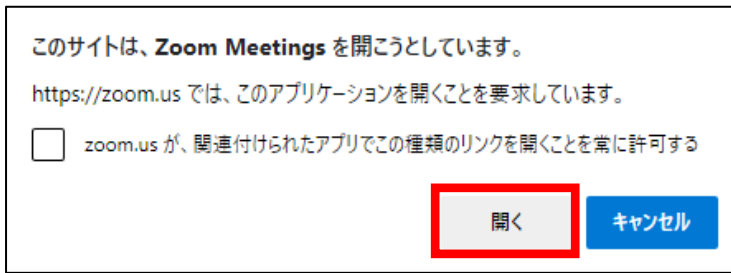 このサイトは、Zoom Meetings を開こうとしています。
https://zoom.us では、このアプリケーションを開くことを要求しています。
zoom.us が、関連付けられたアプリでこの種類のリンクを開くことを常に許可する
開く キャンセル